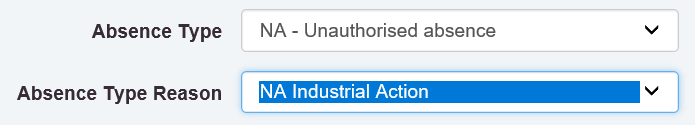 Absence Type NA - Unauthorised absence
Absence Type Reason NA Industrial Action